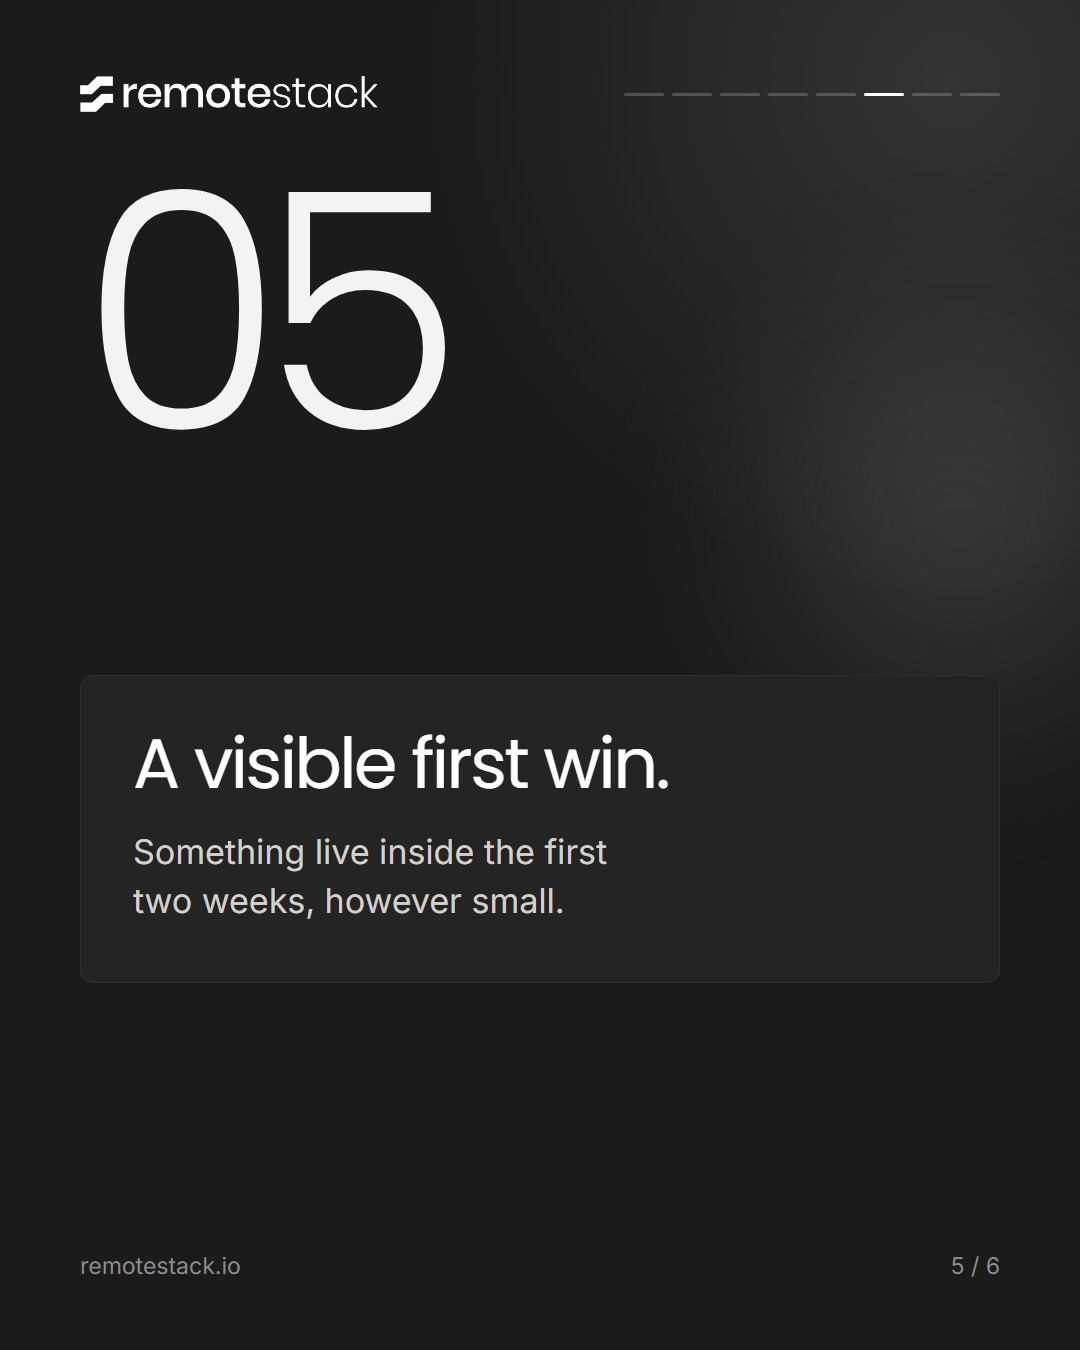 remotestack
05
A visible first win.
Something live inside the first
two weeks, however small.
remotestack.io
5 / 6